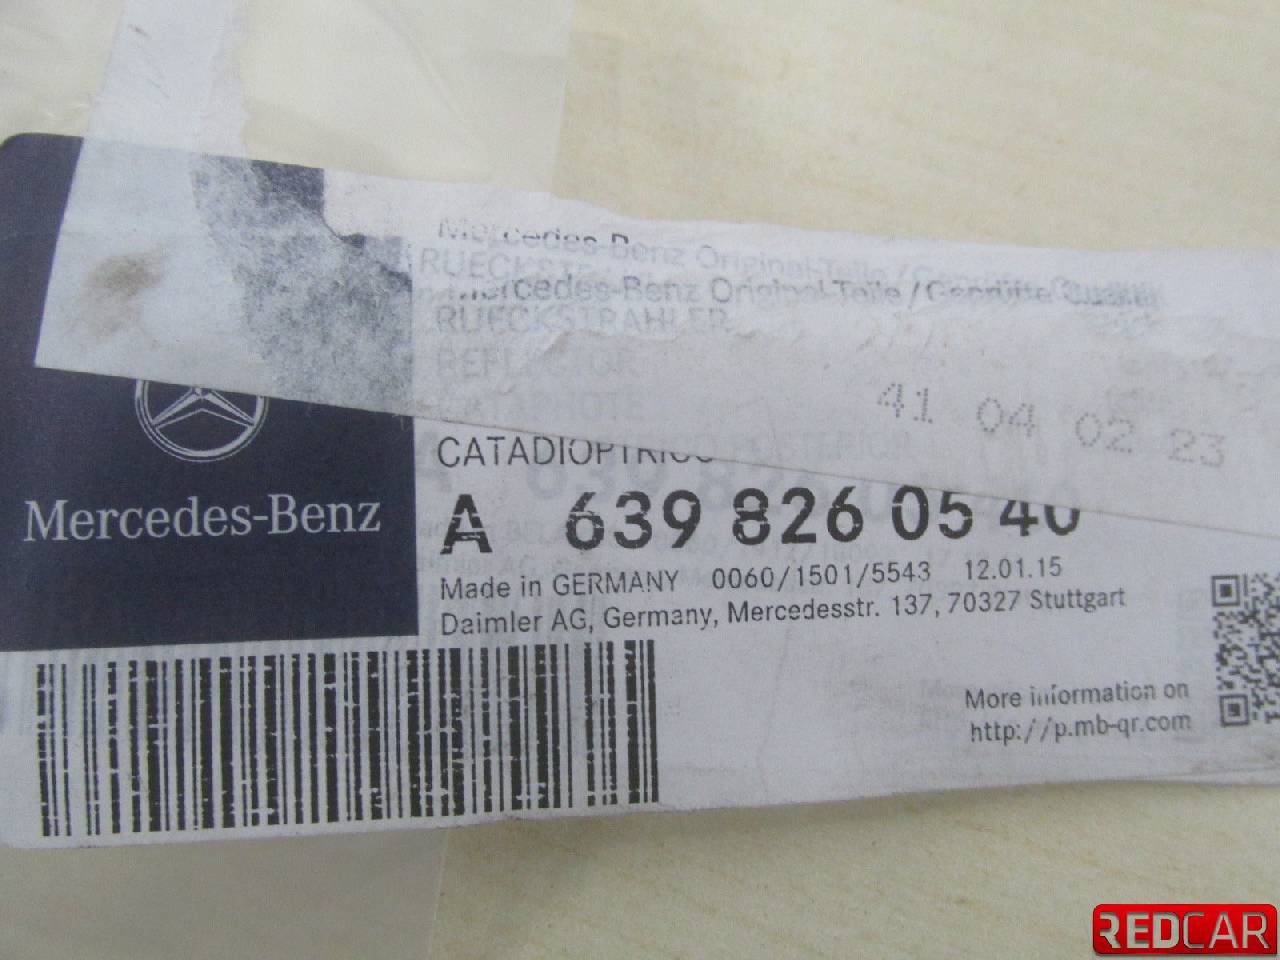 Mercedes-Benz Original-Teile / Geprüfte
RUECKSTRAHLER
REFLECTOR
41 04 02 23
CATADIOPTRICO
A 639 826 05 40
Made in GERMANY 0060/1501/5543 12.01.15
Daimler AG, Germany, Mercedesstr. 137, 70327 Stuttgart
Mercedes-Benz
More information on
http://p.mb-qr.com
REDCAR